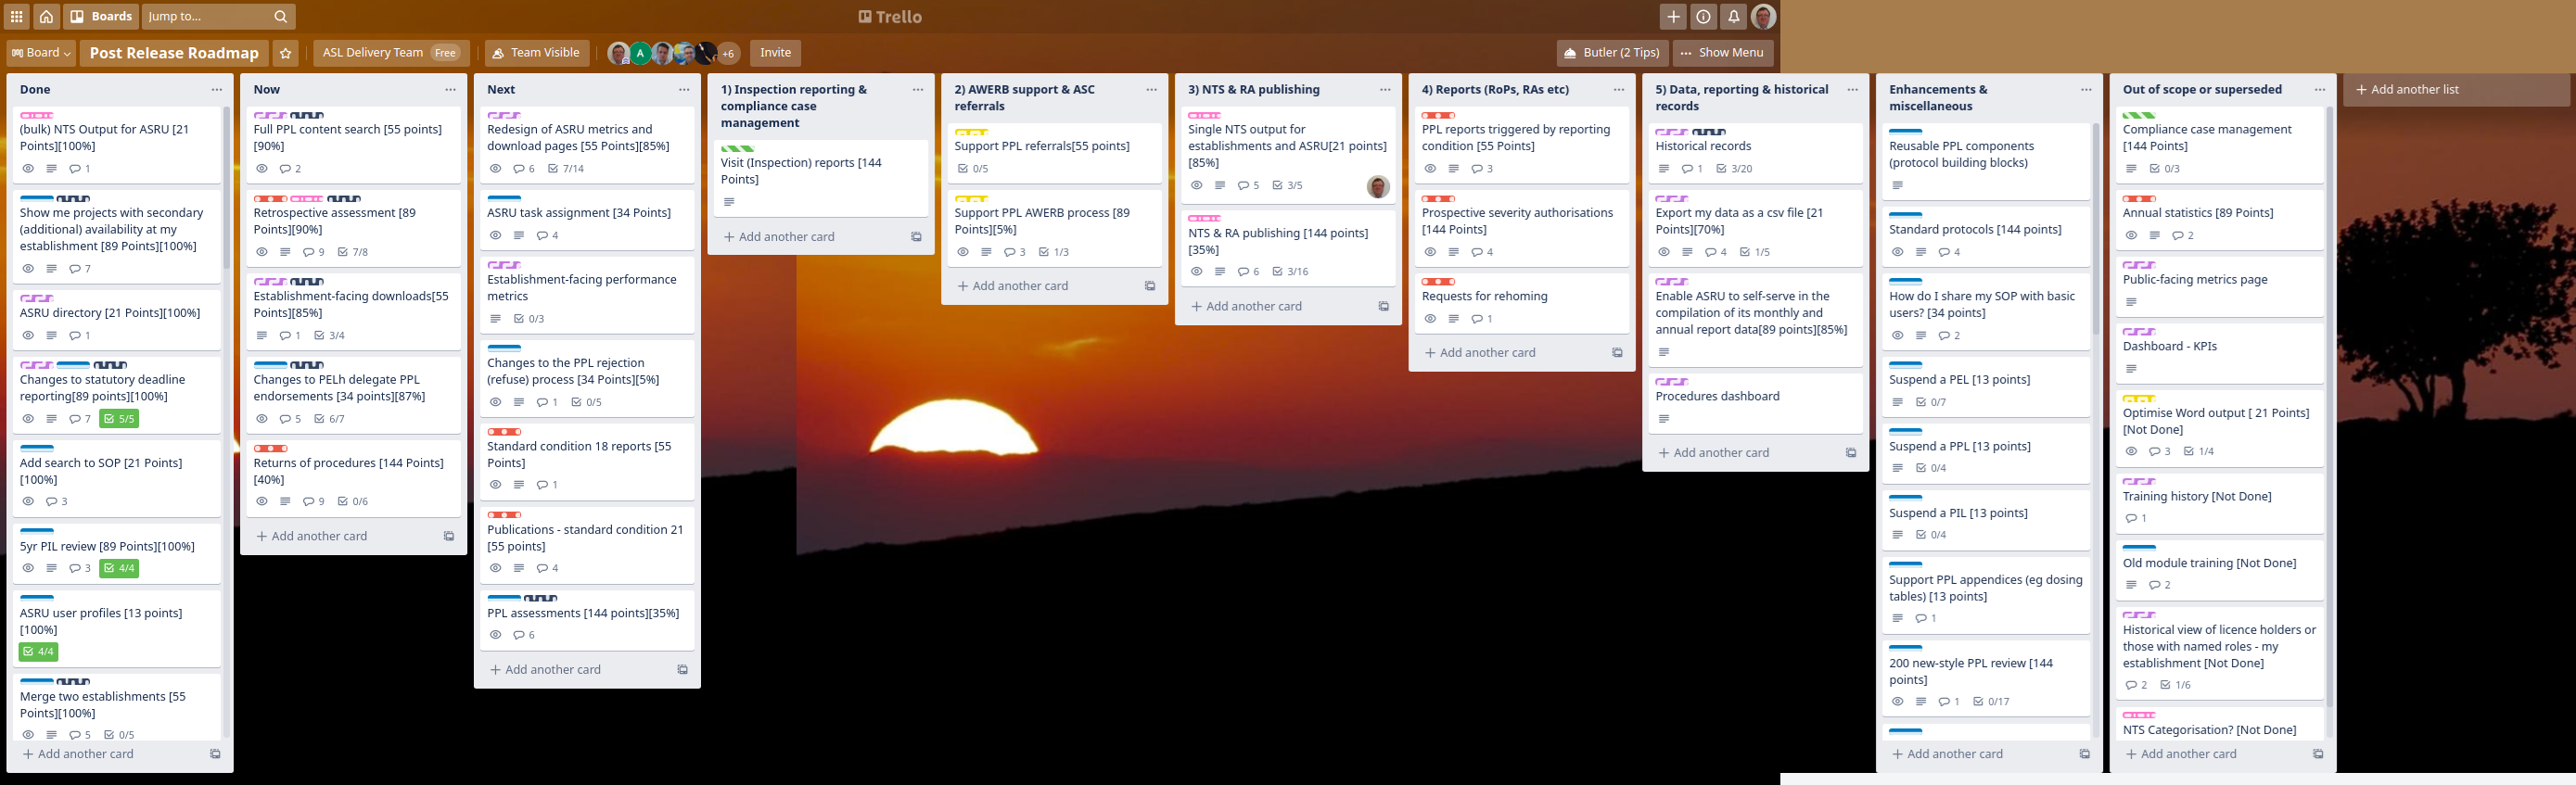 Boards
Jump to...
Trello
Board
Post Release Roadmap
ASL Delivery Team
Free
Team Visible
A
+6
Invite
Butler (2 Tips)
Show Menu
Done
(bulk) NTS Output for ASRU [21
Points][100%]
1
Show me projects with secondary
(additional) availability at my
establishment [89 Points][100%]
7
ASRU directory [21 Points][100%]
1
Changes to statutory deadline
reporting[89 points][100%]
7 5/5
Add search to SOP [21 Points]
[100%]
3
5yr PIL review [89 Points][100%]
3 4/4
ASRU user profiles [13 points]
[100%]
4/4
Merge two establishments [55
Points][100%]
5 0/5
Add another card
Now
Full PPL content search [55 points]
[90%]
2
Retrospective assessment [89
Points][90%]
9 7/8
Establishment-facing downloads[55
Points][85%]
1 3/4
Changes to PELh delegate PPL
endorsements [34 points][87%]
5 6/7
Returns of procedures [144 Points]
[40%]
9 0/6
Add another card
Next
Redesign of ASRU metrics and
download pages [55 Points][85%]
6 7/14
ASRU task assignment [34 Points]
4
Establishment-facing performance
metrics
0/3
Changes to the PPL rejection
(refuse) process [34 Points][5%]
1 0/5
Standard condition 18 reports [55
Points]
1
Publications - standard condition 21
[55 points]
4
PPL assessments [144 points][35%]
6
Add another card
1) Inspection reporting &
compliance case
management
Visit (Inspection) reports [144
Points]
Add another card
2) AWERB support & ASC
referrals
Support PPL referrals[55 points]
0/5
Support PPL AWERB process [89
Points][5%]
3 1/3
Add another card
3) NTS & RA publishing
Single NTS output for
establishments and ASRU[21 points]
[85%]
5 3/5
NTS & RA publishing [144 points]
[35%]
6 3/16
Add another card
4) Reports (RoPs, RAs etc)
PPL reports triggered by reporting
condition [55 Points]
3
Prospective severity authorisations
[144 Points]
4
Requests for rehoming
1
Add another card
5) Data, reporting & historical
records
Historical records
1 3/20
Export my data as a csv file [21
Points][70%]
4 1/5
Enable ASRU to self-serve in the
compilation of its monthly and
annual report data[89 points][85%]
Procedures dashboard
Add another card
Enhancements &
miscellaneous
Reusable PPL components
(protocol building blocks)
Standard protocols [144 points]
4
How do I share my SOP with basic
users? [34 points]
2
Suspend a PEL [13 points]
0/7
Suspend a PPL [13 points]
0/4
Suspend a PIL [13 points]
0/4
Support PPL appendices (eg dosing
tables) [13 points]
1
200 new-style PPL review [144
points]
1 0/17
Add another card
Out of scope or superseded
Compliance case management
[144 Points]
0/3
Annual statistics [89 Points]
2
Public-facing metrics page
Dashboard - KPIs
Optimise Word output [ 21 Points]
[Not Done]
3 1/4
Training history [Not Done]
1
Old module training [Not Done]
2
Historical view of licence holders or
those with named roles - my
establishment [Not Done]
2 1/6
NTS Categorisation? [Not Done]
Add another card
Add another list